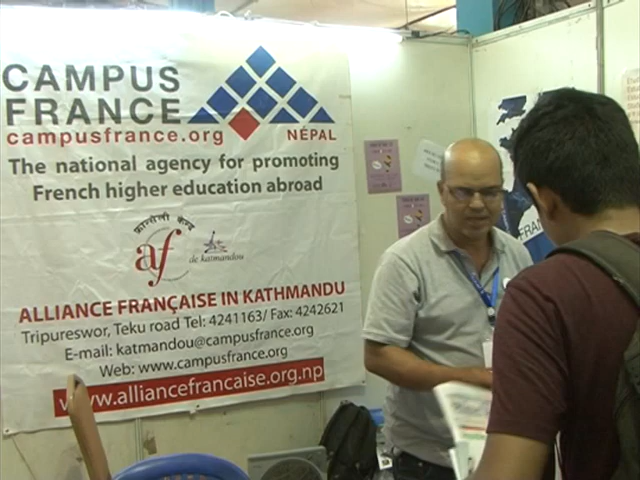 CAMPUS
FRANCE
campusfrance.org NÉPAL
The national agency for promoting
French higher education abroad
फ्रान्सेली केन्द्र
af
de katmandou
ALLIANCE FRANÇAISE IN KATHMANDU
Tripureswor, Teku road Tel: 4241163/ Fax: 4242621
E-mail: katmandou@campusfrance.org
Web: www.campusfrance.org
www.alliancefrancaise.org.np